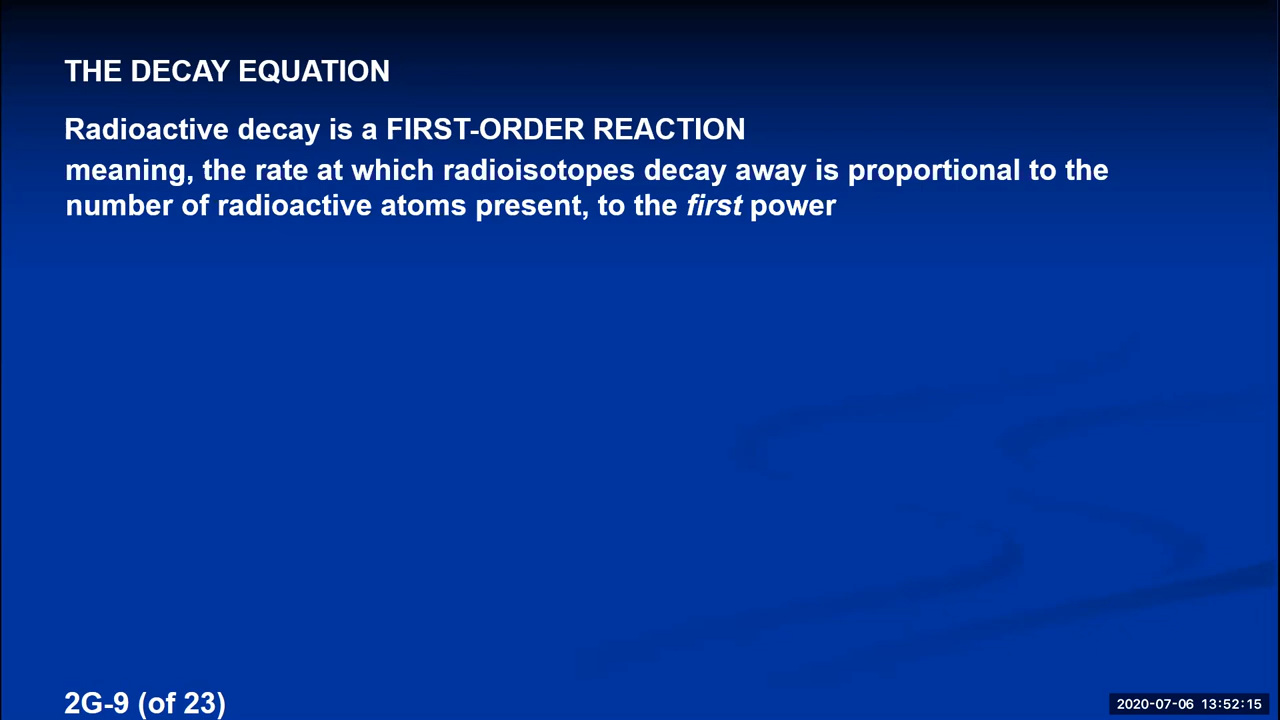 THE DECAY EQUATION
Radioactive decay is a FIRST-ORDER REACTION
meaning, the rate at which radioisotopes decay away is proportional to the
number of radioactive atoms present, to the first power
2G-9 (of 23)
2020-07-06 13:52:15